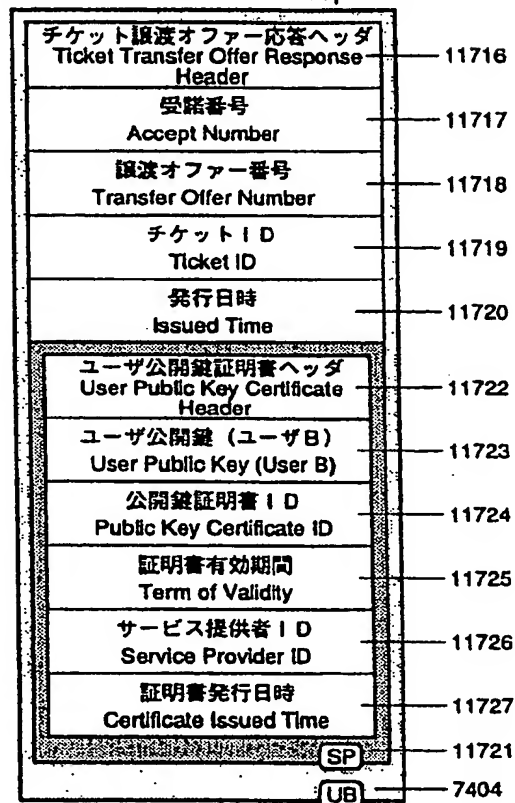 チケット譲渡オファー応答ヘッダ
Ticket Transfer Offer Response
Header
11716
受諾番号
Accept Number
11717
譲渡オファー番号
Transfer Offer Number
11718
チケットID
Ticket ID
11719
発行日時
Issued Time
11720
ユーザ公開鍵証明書ヘッダ
User Public Key Certificate
Header
11722
ユーザ公開鍵（ユーザB）
User Public Key (User B)
11723
公開鍵証明書ID
Public Key Certificate ID
11724
証明書有効期間
Term of Validity
11725
サービス提供者ID
Service Provider ID
11726
証明書発行日時
Certificate Issued Time
11727
SP
11721
UB
7404